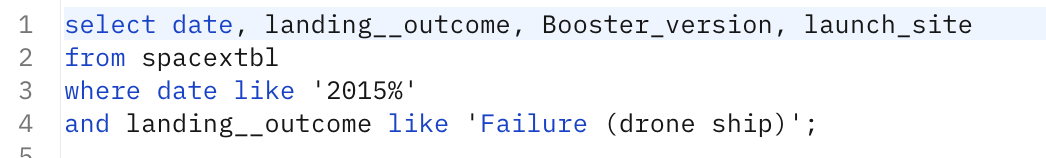 1 select date, landing__outcome, Booster_version, launch_site
2 from spacextbl
3 where date like '2015%'
4 and landing__outcome like 'Failure (drone ship)';
5